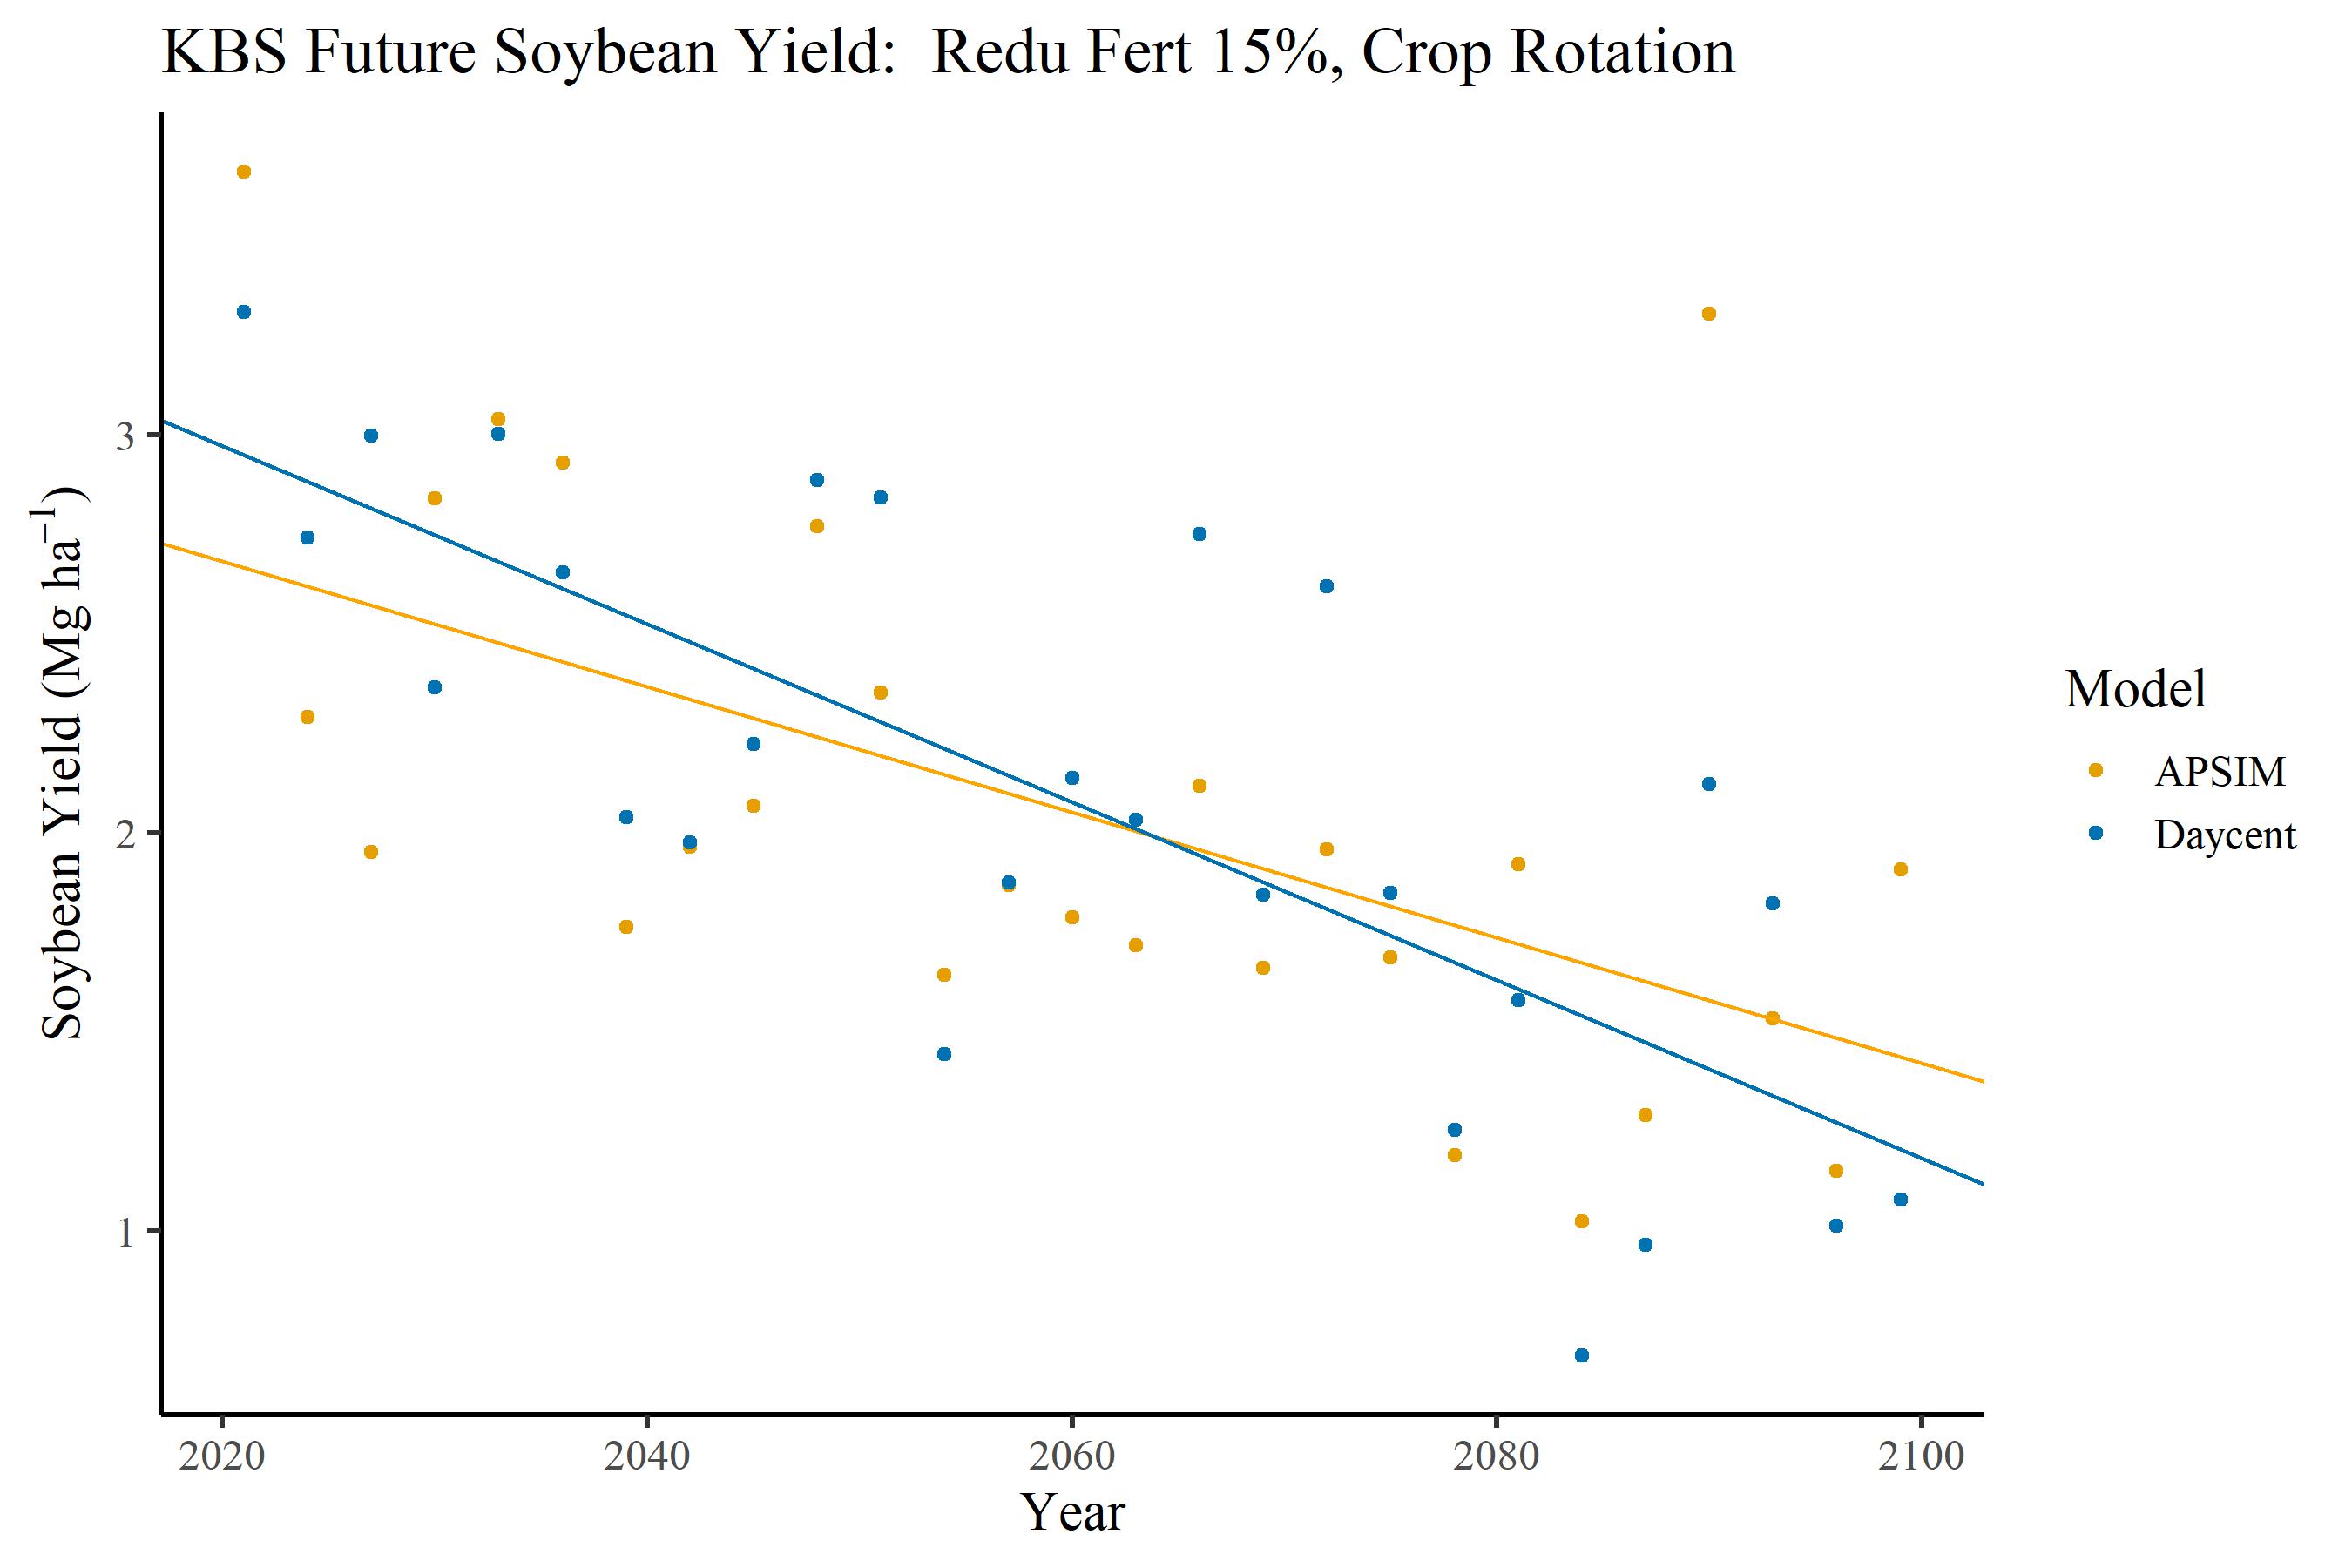 KBS Future Soybean Yield:  Redu Fert 15%, Crop Rotation
Soybean Yield (Mg ha⁻¹)
3
2
1
2020
2040
2060
2080
2100
Year
Model
APSIM
Daycent